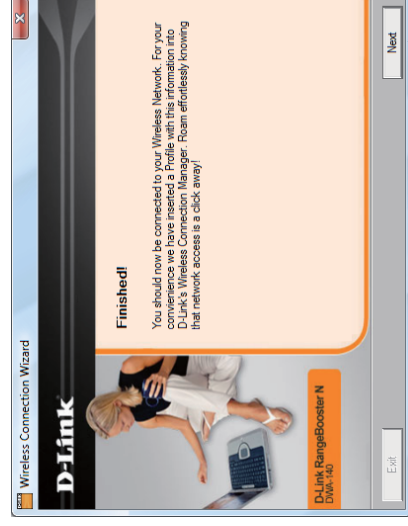 Wireless Connection Wizard
D-Link
Finished!
You should now be connected to your Wireless Network. For your
convienience we have inserted a Profile with this information into
D-Link's Wireless Connection Manager. Roam effortlessly knowing
that network access is a click away!
D-Link RangeBooster N
DWA-140
Exit
Next